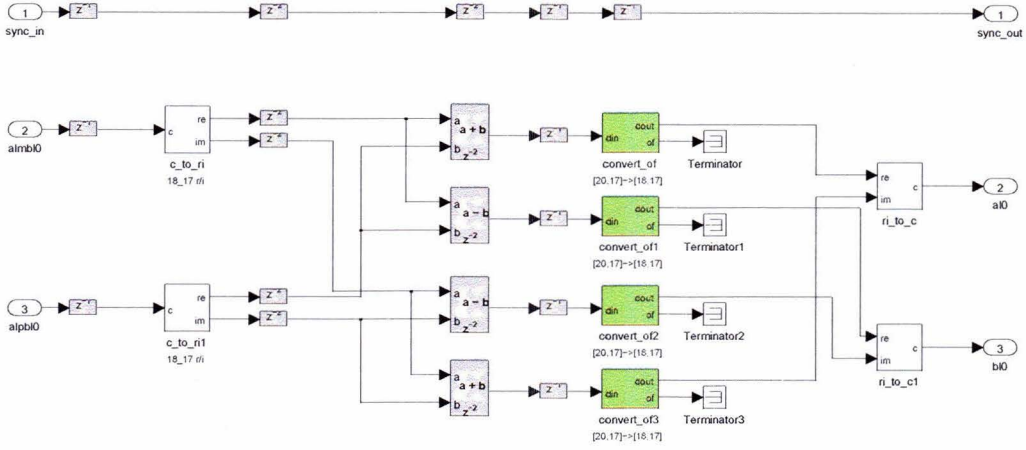 1
sync_in
z⁻¹
z⁻²
z⁻²
z⁻¹
z⁻¹
1
sync_out
2
almbl0
z⁻¹
c
re
im
c_to_ri
18_17 r/i
z⁻²
z⁻²
a
b
a + b
z⁻²
z⁻¹
din
dout
of
convert_of
[20,17]->[18,17]
Terminator
a
b
a - b
z⁻²
z⁻¹
din
dout
of
convert_of1
[20,17]->[18,17]
Terminator1
re
im
c
ri_to_c
2
al0
3
alpbl0
z⁻¹
c
re
im
c_to_ri1
18_17 r/i
z⁻²
z⁻²
a
b
a - b
z⁻²
z⁻¹
din
dout
of
convert_of2
[20,17]->[18,17]
Terminator2
a
b
a + b
z⁻²
z⁻¹
din
dout
of
convert_of3
[20,17]->[18,17]
Terminator3
re
im
c
ri_to_c1
3
bl0